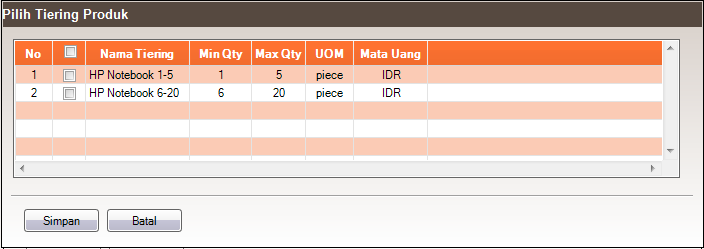 Pilih Tiering Produk
No Nama Tiering Min Qty Max Qty UOM Mata Uang
1 HP Notebook 1-5 1 5 piece IDR
2 HP Notebook 6-20 6 20 piece IDR
Simpan Batal